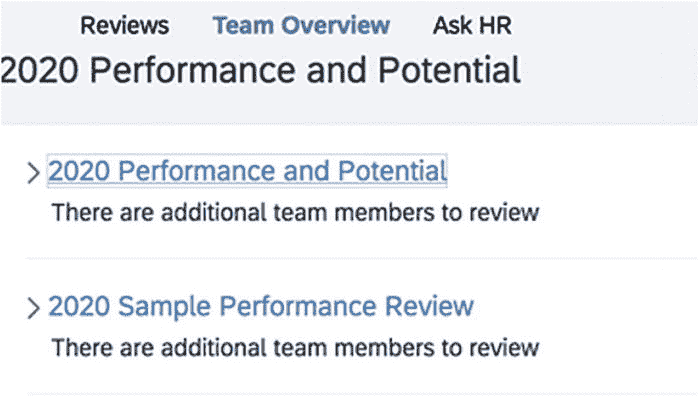 Reviews Team Overview Ask HR
2020 Performance and Potential
2020 Performance and Potential
There are additional team members to review
2020 Sample Performance Review
There are additional team members to review